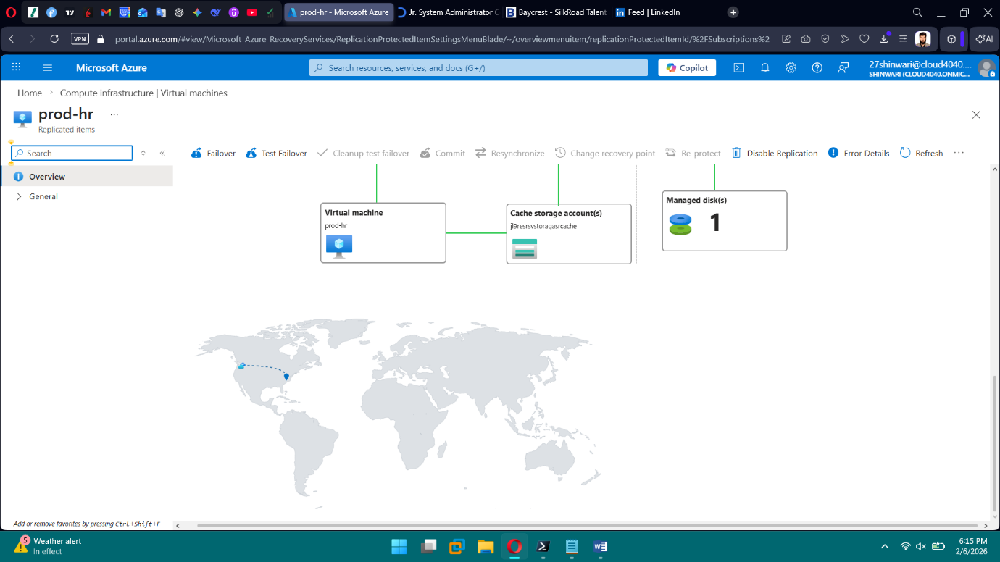 prod-hr - Microsoft Azure
Jr. System Administrator
Baycrest - SilkRoad Talent
Feed | LinkedIn
VPN
portal.azure.com/#view/Microsoft_Azure_RecoveryServices/ReplicationProtectedItemSettingsMenuBlade/~/overviewmenuitem/replicationProtectedItemId/%2FSubscriptions%2
AI
Microsoft Azure
Search resources, services, and docs (G+/)
Copilot
27shinwari@cloud4040....
SHINWARI (CLOUD4040.ONMIC...
Home > Compute infrastructure | Virtual machines
prod-hr ...
Replicated items
Search
Failover
Test Failover
Cleanup test failover
Commit
Resynchronize
Change recovery point
Re-protect
Disable Replication
Error Details
Refresh
Overview
General
Virtual machine
prod-hr
Cache storage account(s)
jl9resrsvstoragasrcache
Managed disk(s)
1
Add or remove favorites by pressing Ctrl+Shift+F
5
Weather alert
In effect
6:15 PM
2/6/2026